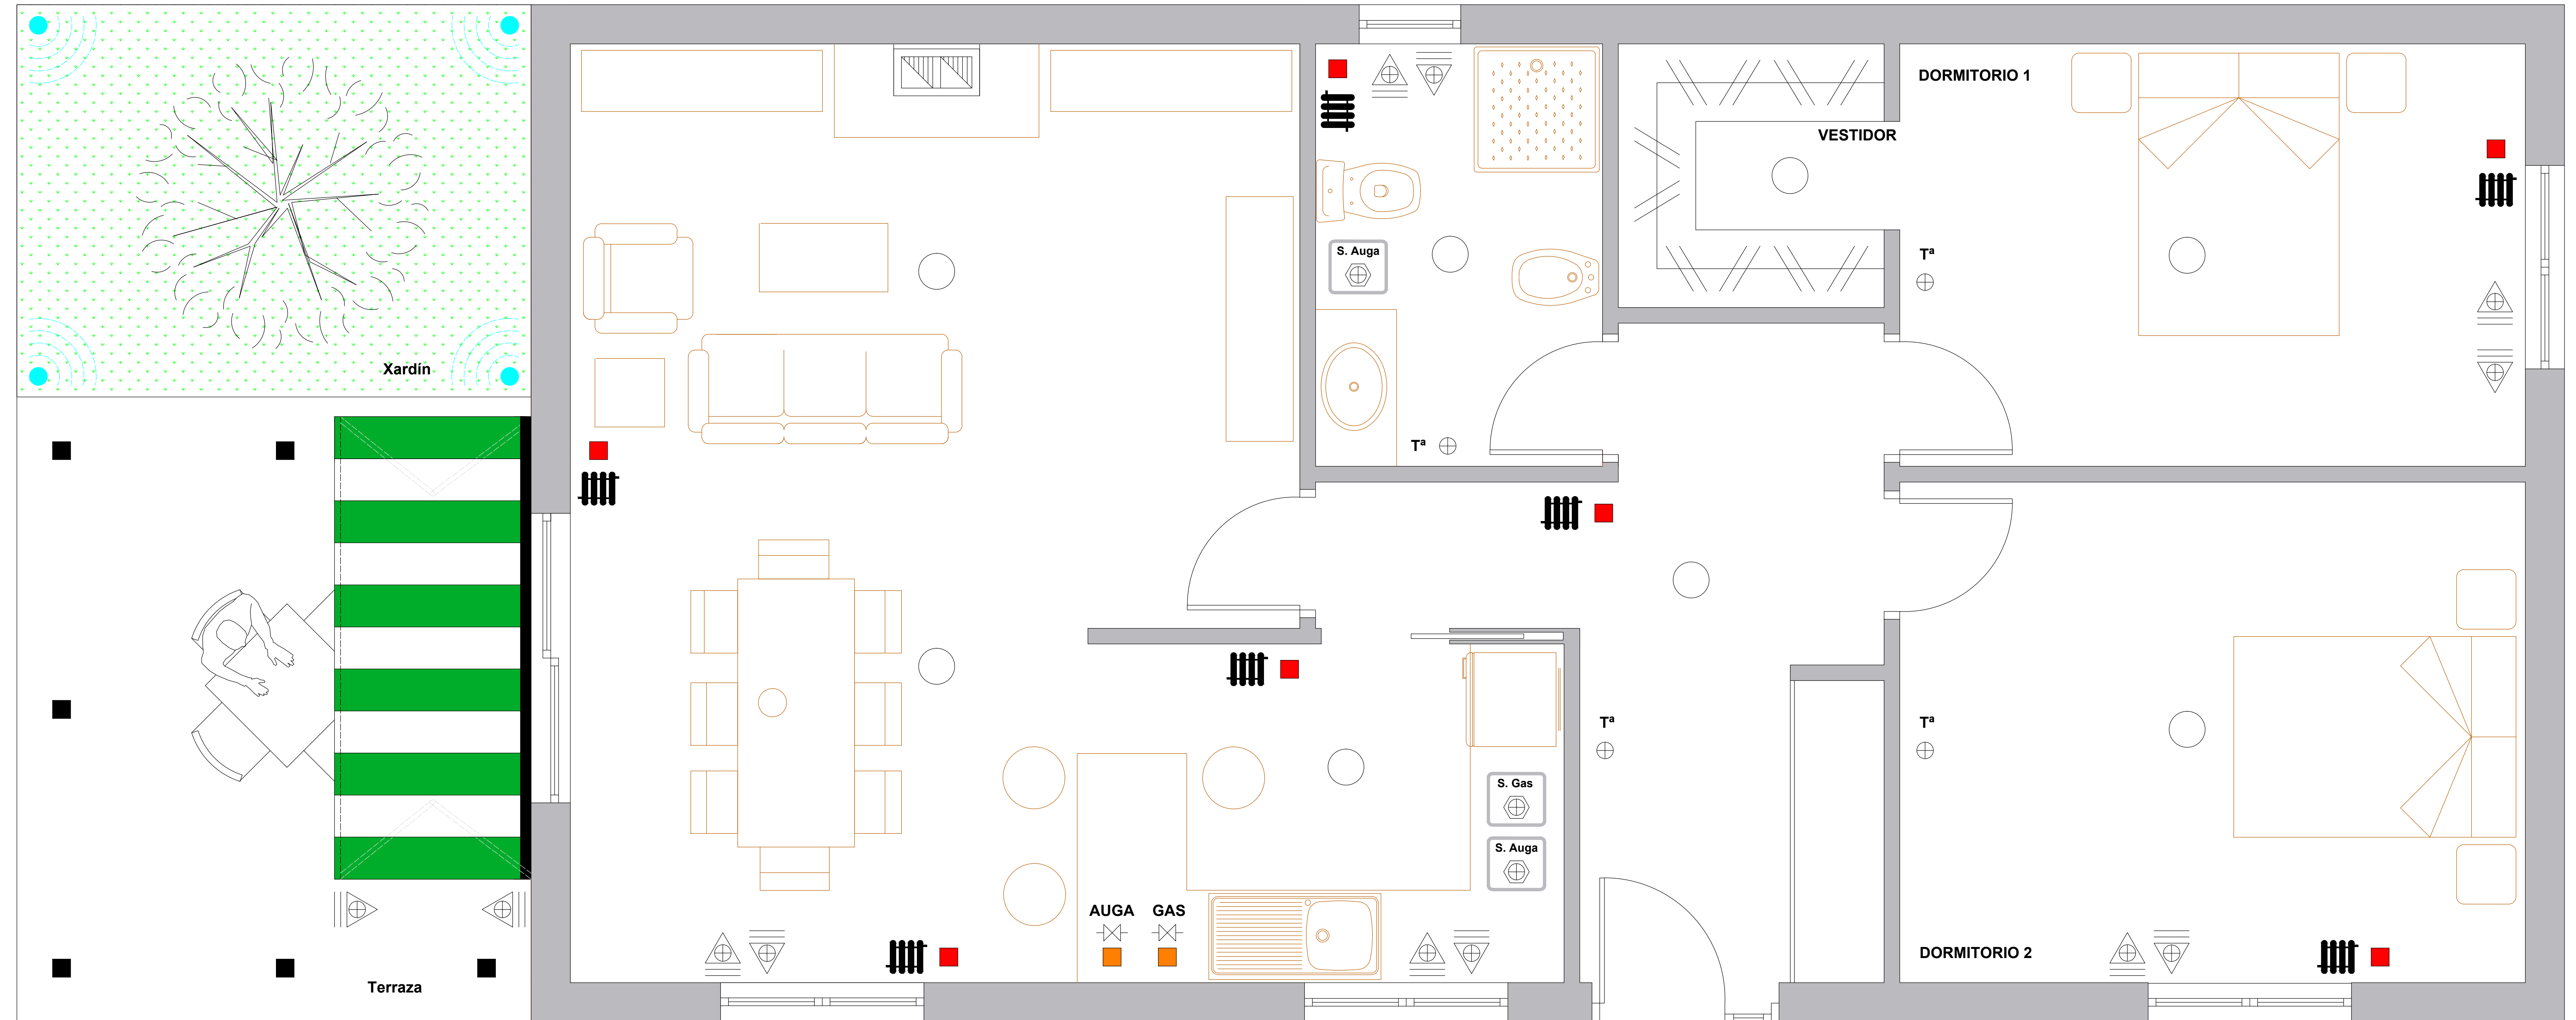 DORMITORIO 1
VESTIDOR
S. Auga
Tª
Xardín
Tª
Tª
Tª
S. Gas
S. Auga
AUGA GAS
DORMITORIO 2
Terraza